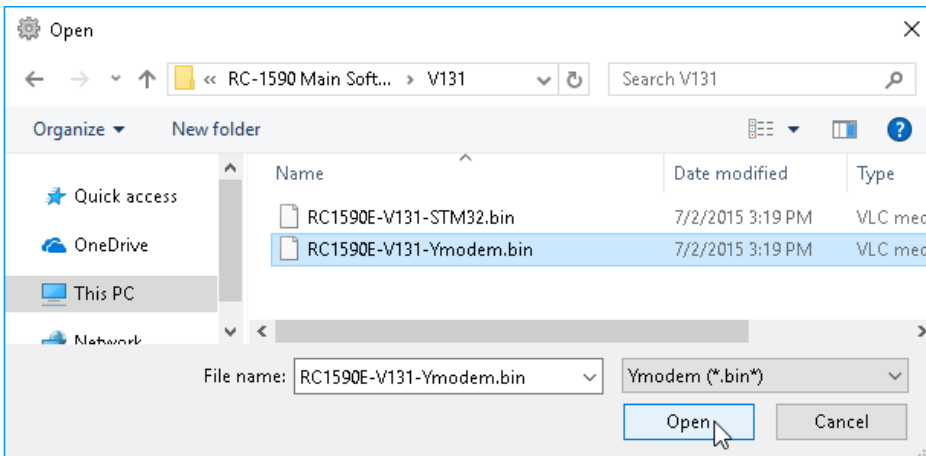 Open
« RC-1590 Main Soft... > V131
Search V131
Organize
New folder
Name
Date modified
Type
Quick access
RC1590E-V131-STM32.bin
7/2/2015 3:19 PM
VLC med
OneDrive
RC1590E-V131-Ymodem.bin
7/2/2015 3:19 PM
VLC med
This PC
Network
File name:
RC1590E-V131-Ymodem.bin
Ymodem (*.bin*)
Open
Cancel